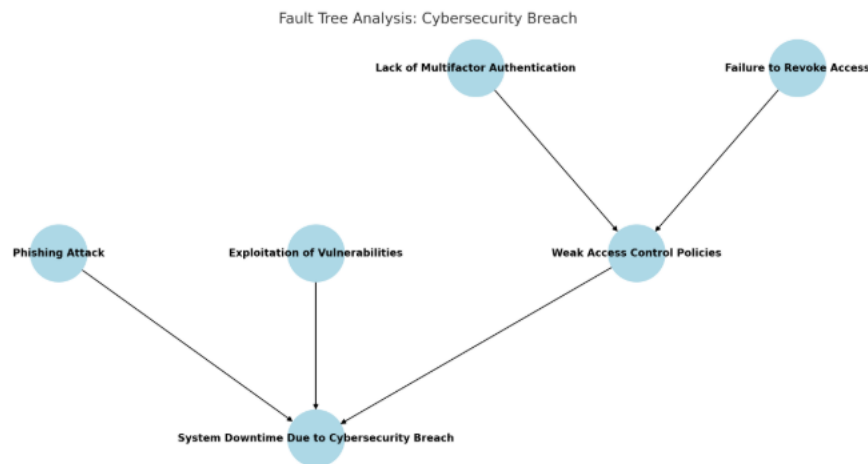 Fault Tree Analysis: Cybersecurity Breach
Lack of Multifactor Authentication
Failure to Revoke Access
Phishing Attack
Exploitation of Vulnerabilities
Weak Access Control Policies
System Downtime Due to Cybersecurity Breach